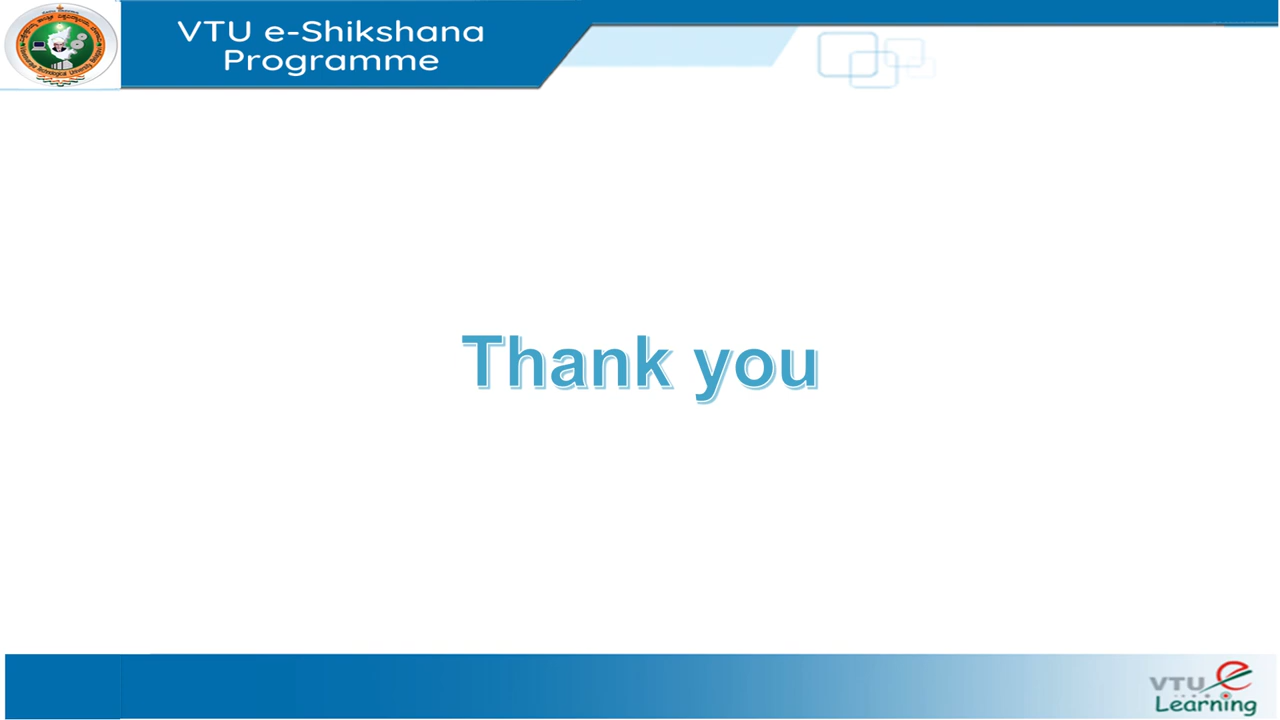 VTU e-Shikshana
Programme
Thank you
VTU e
Learning